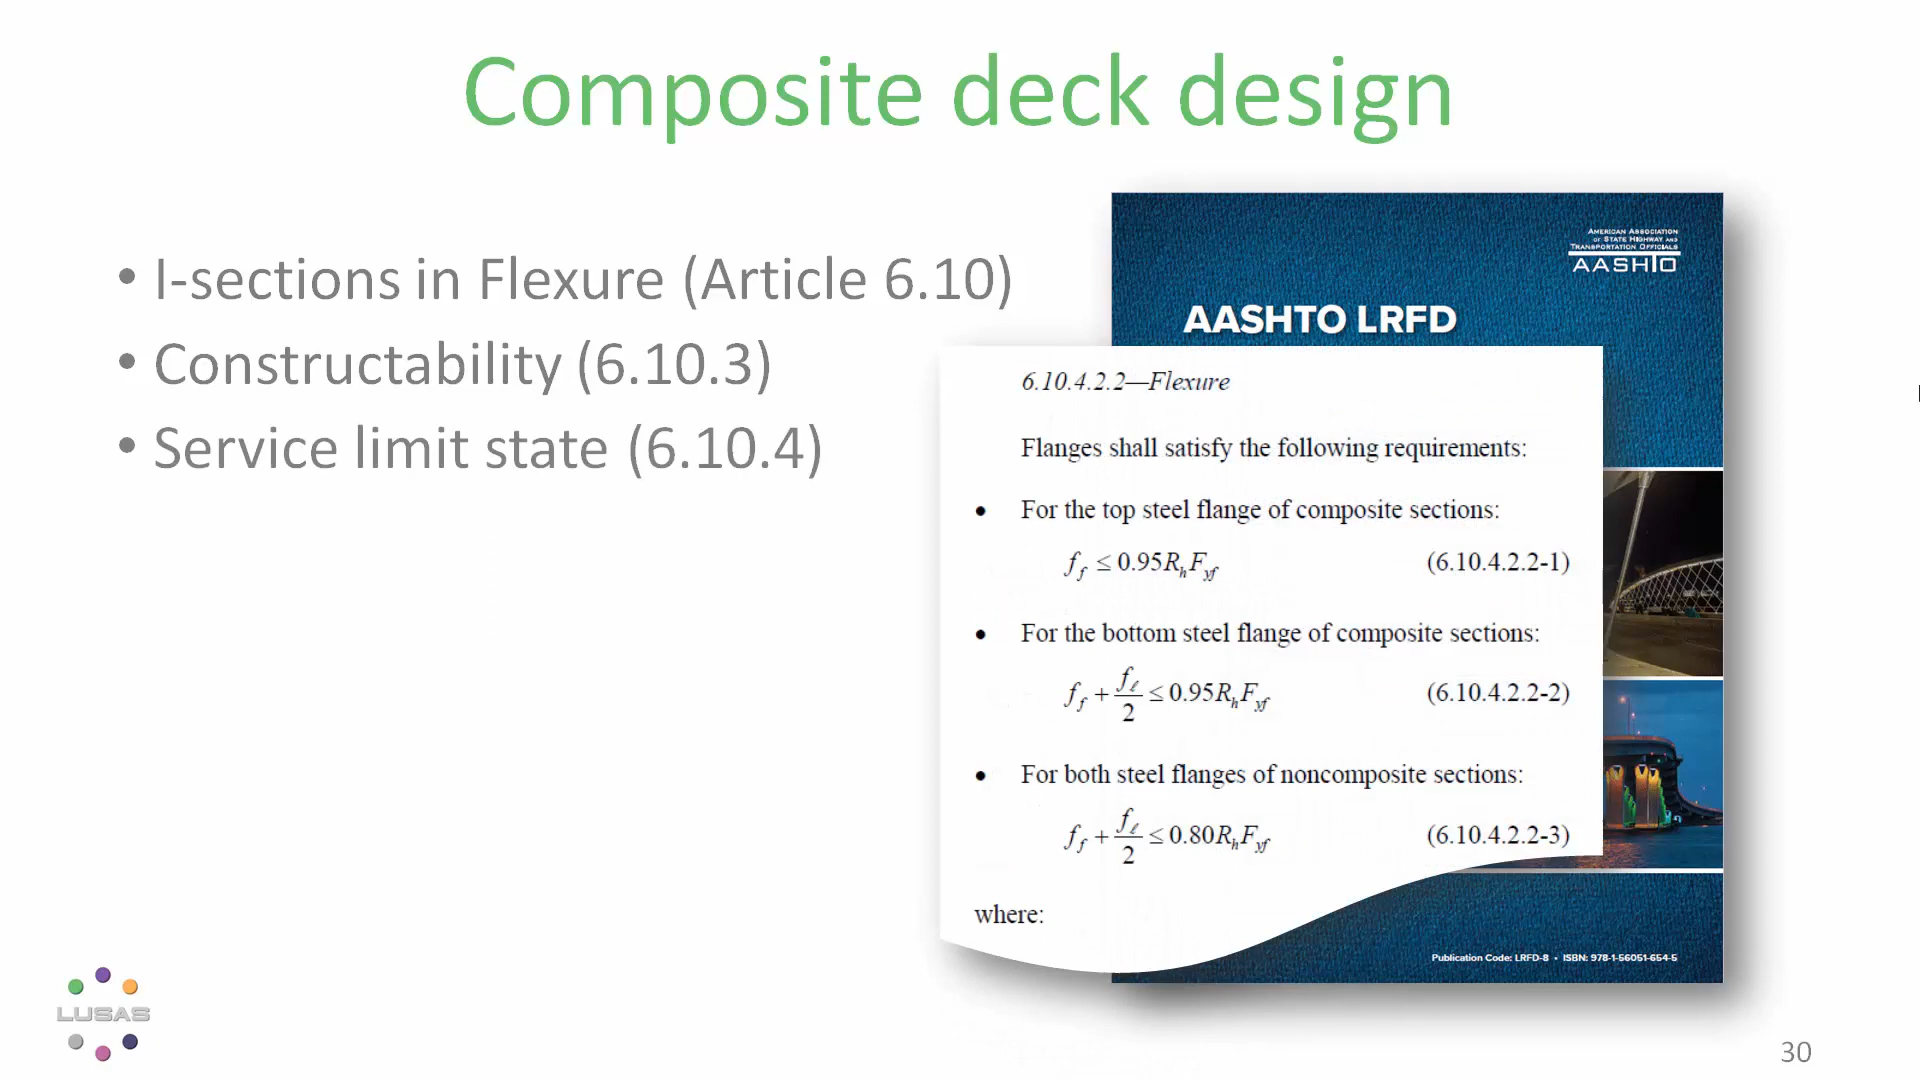 Composite deck design
• I-sections in Flexure (Article 6.10)
• Constructability (6.10.3)
• Service limit state (6.10.4)
AMERICAN ASSOCIATION
OF STATE HIGHWAY AND
TRANSPORTATION OFFICIALS
AASHTO
AASHTO LRFD
6.10.4.2.2—Flexure
Flanges shall satisfy the following requirements:
• For the top steel flange of composite sections:
f_f ≤ 0.95R_hF_yf (6.10.4.2.2-1)
• For the bottom steel flange of composite sections:
f_f + f_ℓ/2 ≤ 0.95R_hF_yf (6.10.4.2.2-2)
• For both steel flanges of noncomposite sections:
f_f + f_ℓ/2 ≤ 0.80R_hF_yf (6.10.4.2.2-3)
where:
Publication Code: LRFD-8 • ISBN: 978-1-56051-654-5
LUSAS
30